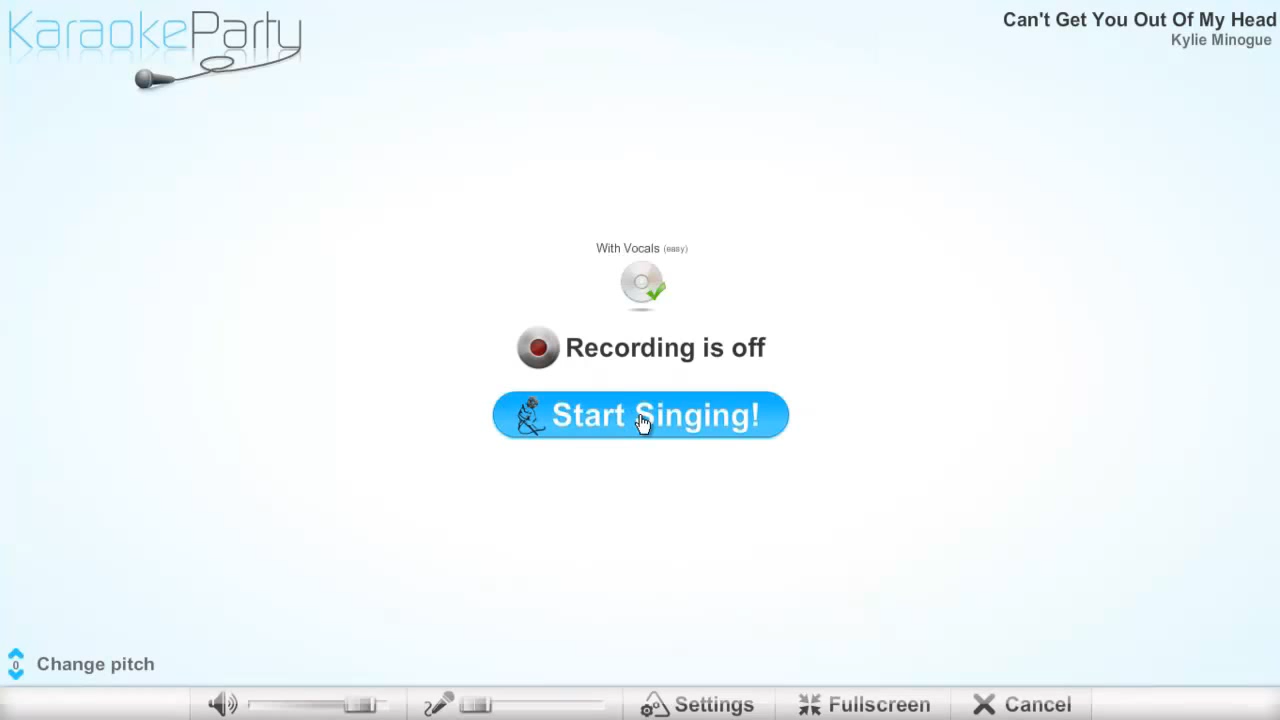 KaraokeParty
Can't Get You Out Of My Head
Kylie Minogue
With Vocals (easy)
Recording is off
Start Singing!
0 Change pitch
Settings
Fullscreen
Cancel